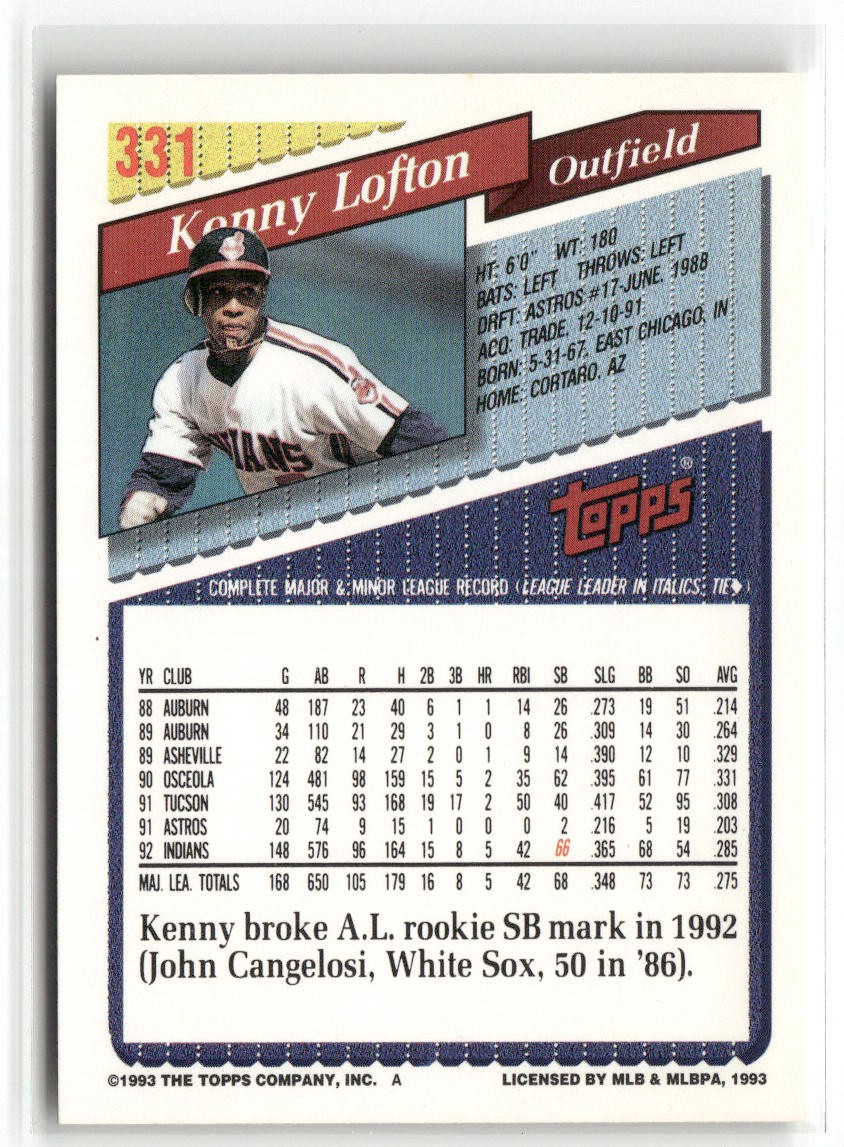 331
Kenny Lofton
Outfield
HT: 6'0" WT: 180
BATS: LEFT THROWS: LEFT
DRFT: ASTROS #17-JUNE, 1988
ACQ: TRADE, 12-10-91
BORN: 5-31-67, EAST CHICAGO, IN
HOME: CORTARO, AZ
topps®
COMPLETE MAJOR & MINOR LEAGUE RECORD (LEAGUE LEADER IN ITALICS, TIE♦)
YR CLUB G AB R H 2B 3B HR RBI SB SLG BB SO AVG
88 AUBURN 48 187 23 40 6 1 1 14 26 .273 19 51 .214
89 AUBURN 34 110 21 29 3 1 0 8 26 .309 14 30 .264
89 ASHEVILLE 22 82 14 27 2 0 1 9 14 .390 12 10 .329
90 OSCEOLA 124 481 98 159 15 5 2 35 62 .395 61 77 .331
91 TUCSON 130 545 93 168 19 17 2 50 40 .417 52 95 .308
91 ASTROS 20 74 9 15 1 0 0 0 2 .216 5 19 .203
92 INDIANS 148 576 96 164 15 8 5 42 66 .365 68 54 .285
MAJ. LEA. TOTALS 168 650 105 179 16 8 5 42 68 .348 73 73 .275
Kenny broke A.L. rookie SB mark in 1992
(John Cangelosi, White Sox, 50 in '86).
©1993 THE TOPPS COMPANY, INC. A
LICENSED BY MLB & MLBPA, 1993